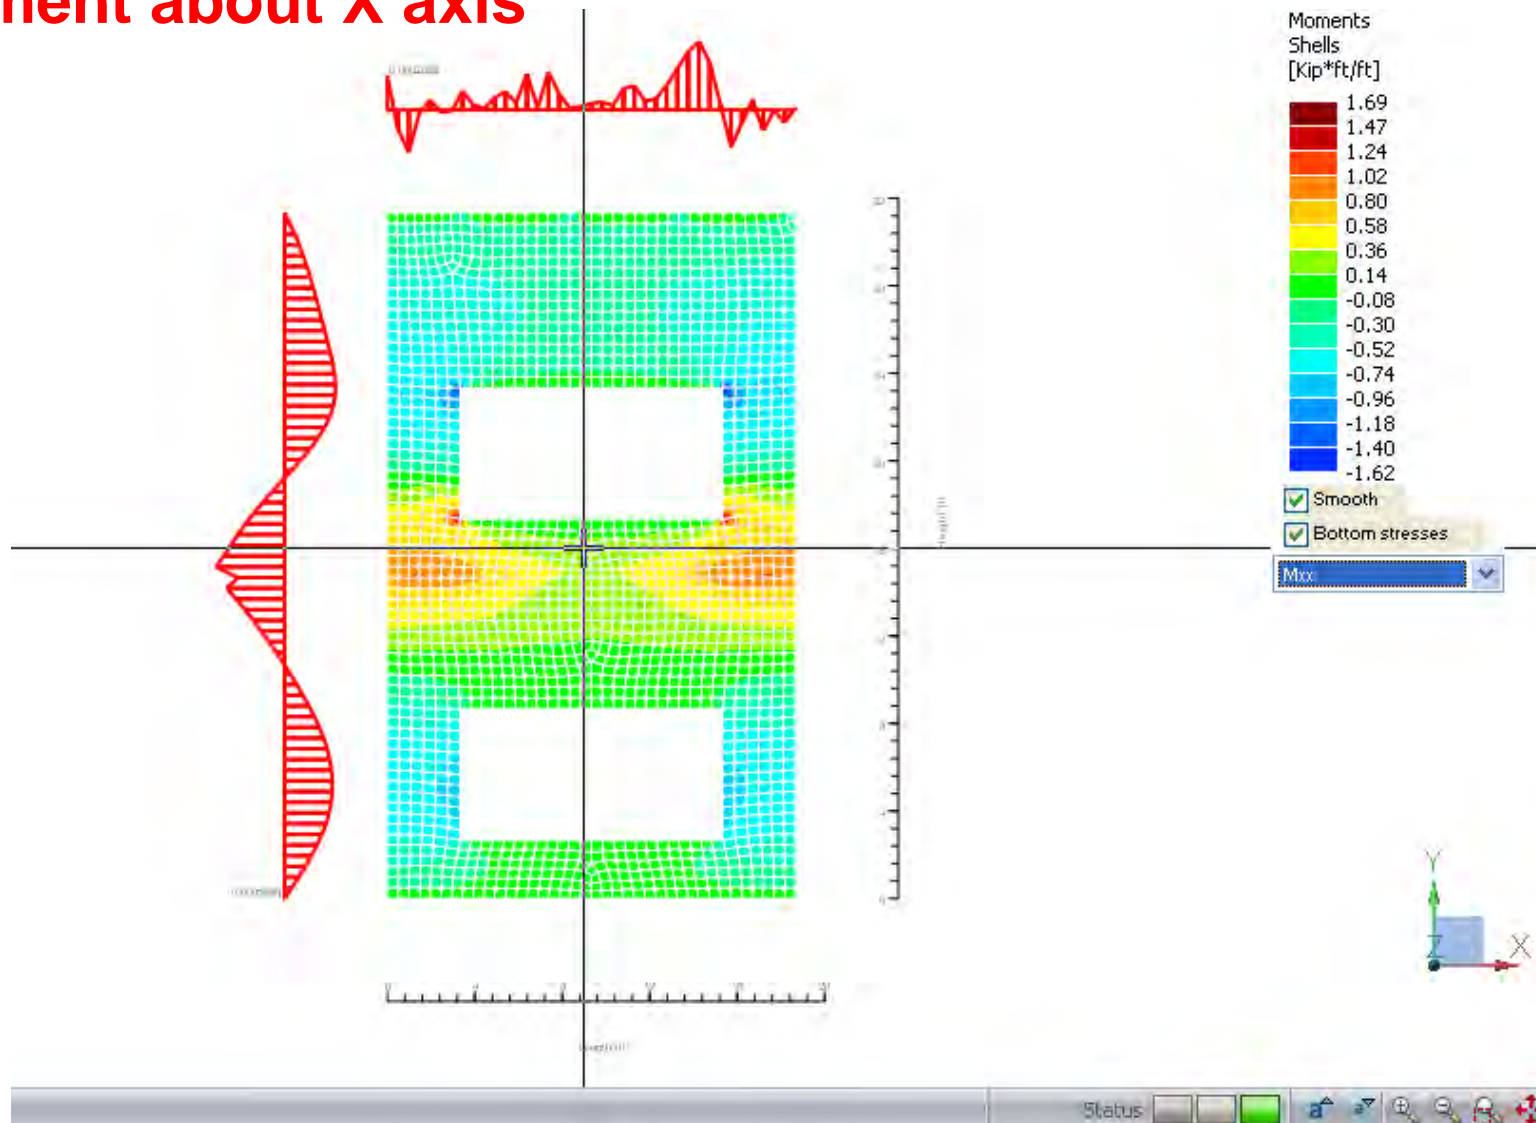 nent about X axis
Moments
Shells
[Kip*ft/ft]
1.69
1.47
1.24
1.02
0.80
0.58
0.36
0.14
-0.08
-0.30
-0.52
-0.74
-0.96
-1.18
-1.40
-1.62
Smooth
Bottom stresses
Mxx
Y
Z
X
Status
a
a